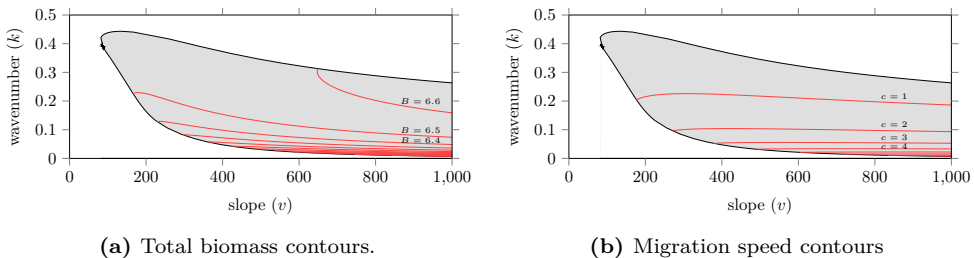 0.5
0.4
0.3
0.2
0.1
0
wavenumber (k)
B = 6.6
B = 6.5
B = 6.4
0 200 400 600 800 1,000
slope (v)
(a) Total biomass contours.
0.5
0.4
0.3
0.2
0.1
0
wavenumber (k)
c = 1
c = 2
c = 3
c = 4
0 200 400 600 800 1,000
slope (v)
(b) Migration speed contours